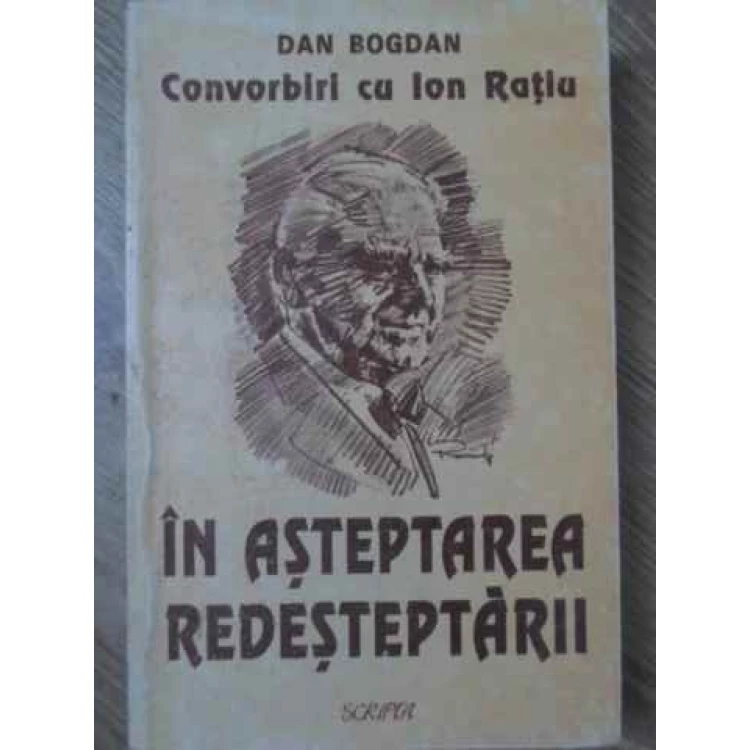 DAN BOGDAN
Convorbiri cu Ion Rațiu
ÎN AȘTEPTAREA
REDEȘTEPTĂRII
SCRIPTA